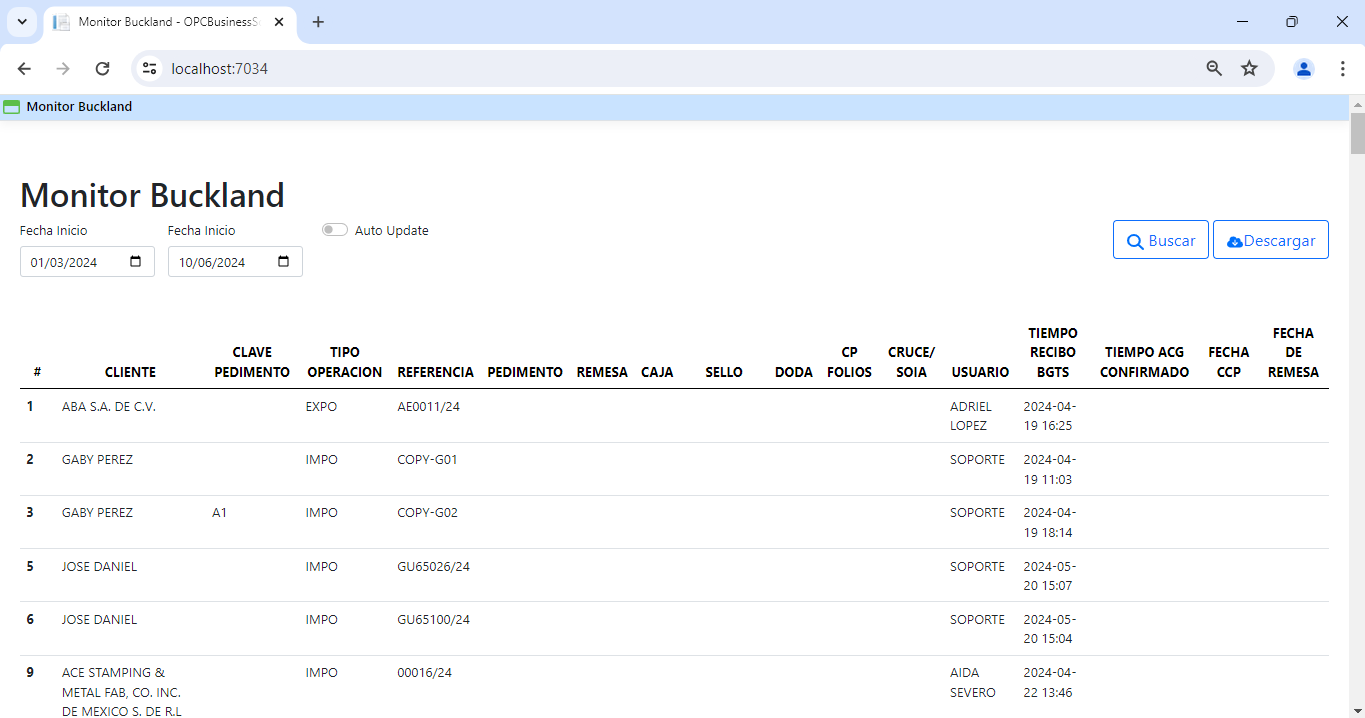 Monitor Buckland - OPCBusinessS
localhost:7034
Monitor Buckland
Monitor Buckland
Fecha Inicio
Fecha Inicio
Auto Update
01/03/2024
10/06/2024
Buscar
Descargar
# CLIENTE CLAVE PEDIMENTO TIPO OPERACION REFERENCIA PEDIMENTO REMESA CAJA SELLO DODA CP FOLIOS CRUCE/ SOIA USUARIO TIEMPO RECIBO BGTS TIEMPO ACG CONFIRMADO FECHA CCP FECHA DE REMESA
1 ABA S.A. DE C.V. EXPO AE0011/24 ADRIEL LOPEZ 2024-04-19 16:25
2 GABY PEREZ IMPO COPY-G01 SOPORTE 2024-04-19 11:03
3 GABY PEREZ A1 IMPO COPY-G02 SOPORTE 2024-04-19 18:14
5 JOSE DANIEL IMPO GU65026/24 SOPORTE 2024-05-20 15:07
6 JOSE DANIEL IMPO GU65100/24 SOPORTE 2024-05-20 15:04
9 ACE STAMPING & METAL FAB, CO. INC. DE MEXICO S. DE R.L IMPO 00016/24 AIDA SEVERO 2024-04-22 13:46